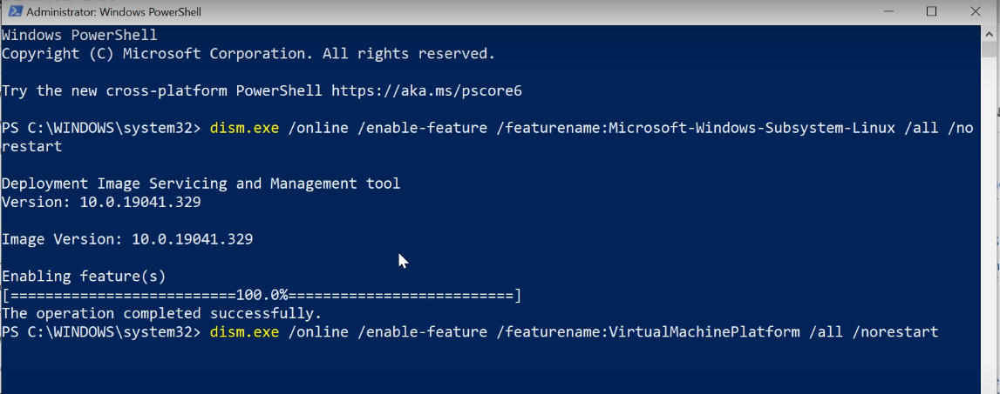 Administrator: Windows PowerShell
Windows PowerShell
Copyright (C) Microsoft Corporation. All rights reserved.
Try the new cross-platform PowerShell https://aka.ms/pscore6
PS C:\WINDOWS\system32> dism.exe /online /enable-feature /featurename:Microsoft-Windows-Subsystem-Linux /all /no
restart
Deployment Image Servicing and Management tool
Version: 10.0.19041.329
Image Version: 10.0.19041.329
Enabling feature(s)
[==========================100.0%==========================]
The operation completed successfully.
PS C:\WINDOWS\system32> dism.exe /online /enable-feature /featurename:VirtualMachinePlatform /all /norestart